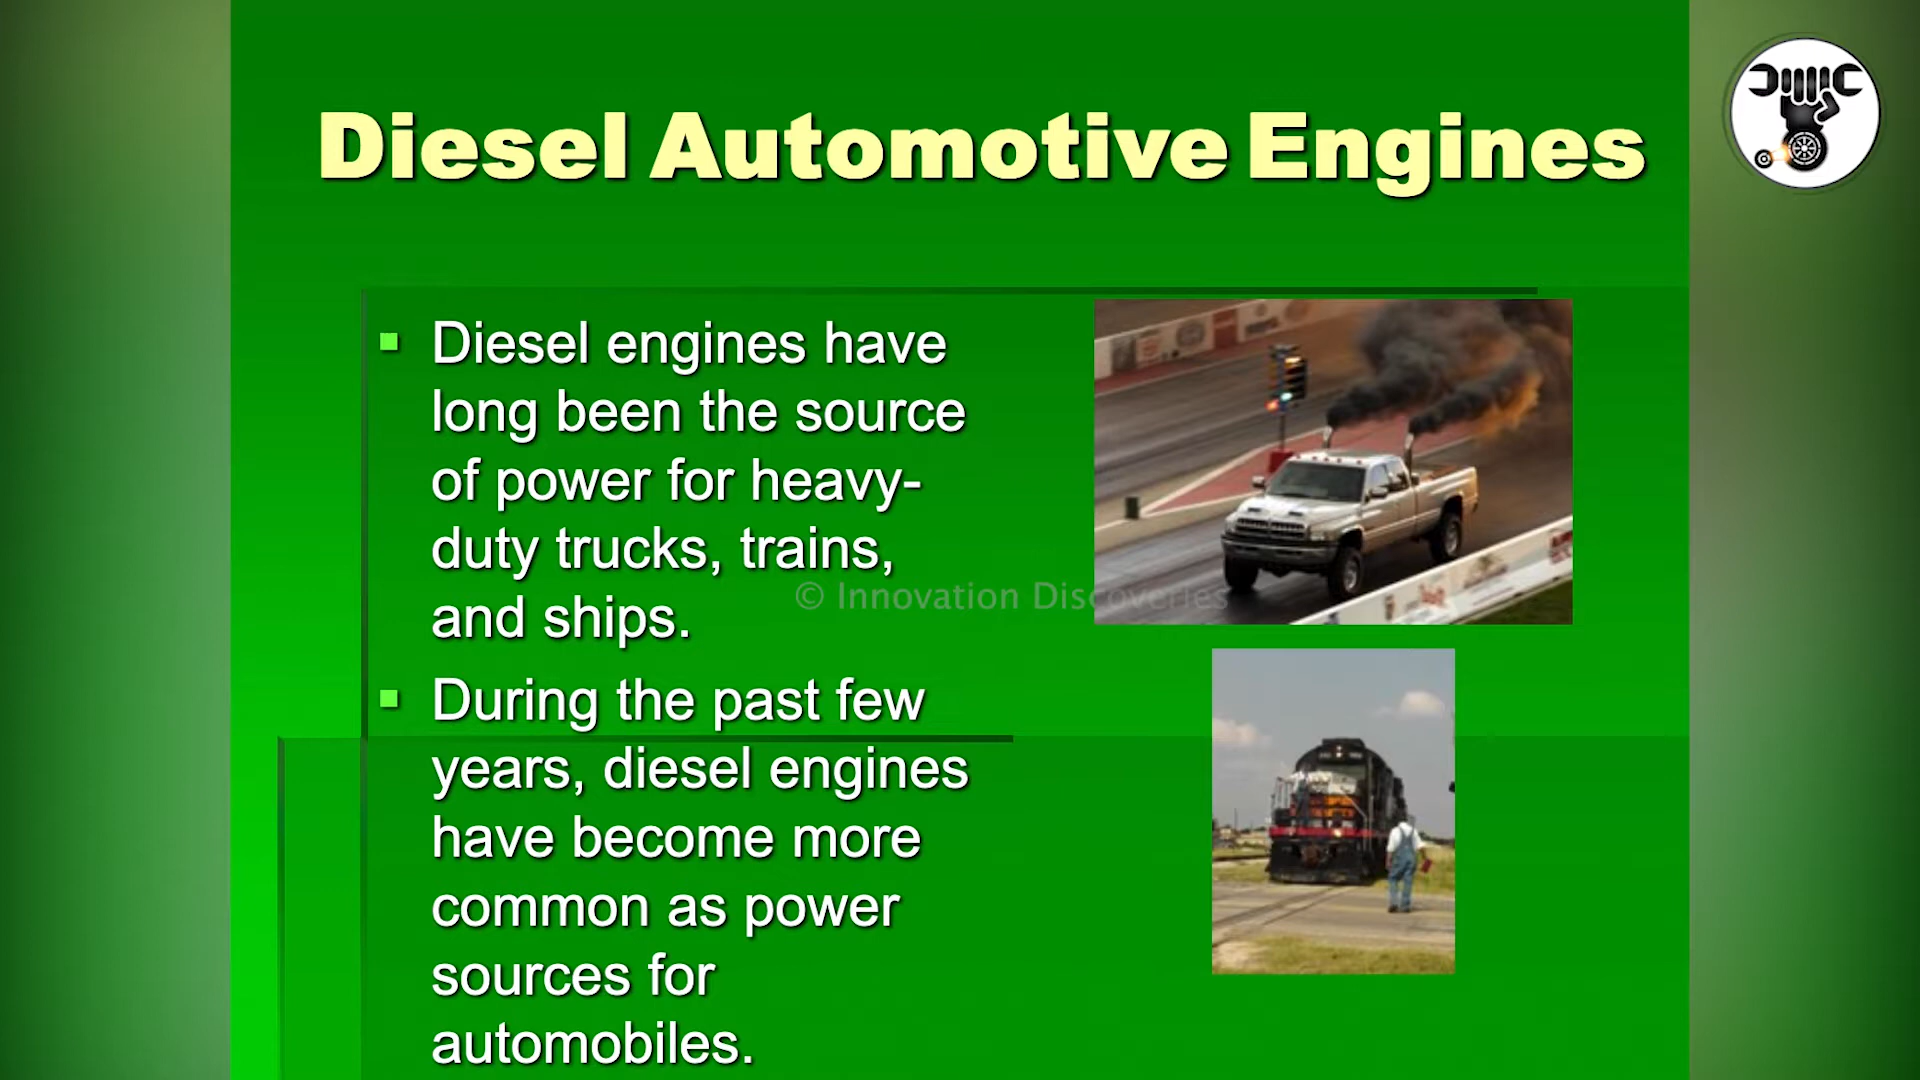 Diesel Automotive Engines
Diesel engines have
long been the source
of power for heavy-
duty trucks, trains,
and ships.
© Innovation Discoveries
During the past few
years, diesel engines
have become more
common as power
sources for
automobiles.